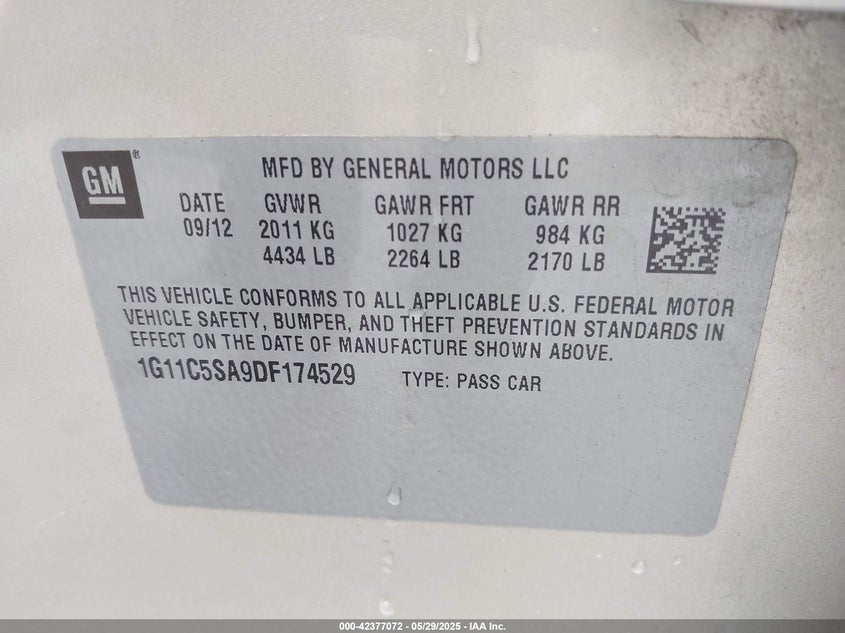 GM®
MFD BY GENERAL MOTORS LLC
DATE GVWR GAWR FRT GAWR RR
09/12 2011 KG 1027 KG 984 KG
4434 LB 2264 LB 2170 LB
THIS VEHICLE CONFORMS TO ALL APPLICABLE U.S. FEDERAL MOTOR
VEHICLE SAFETY, BUMPER, AND THEFT PREVENTION STANDARDS IN
EFFECT ON THE DATE OF MANUFACTURE SHOWN ABOVE.
1G11C5SA9DF174529 TYPE: PASS CAR
000-42377072 - 05/29/2025 - IAA Inc.